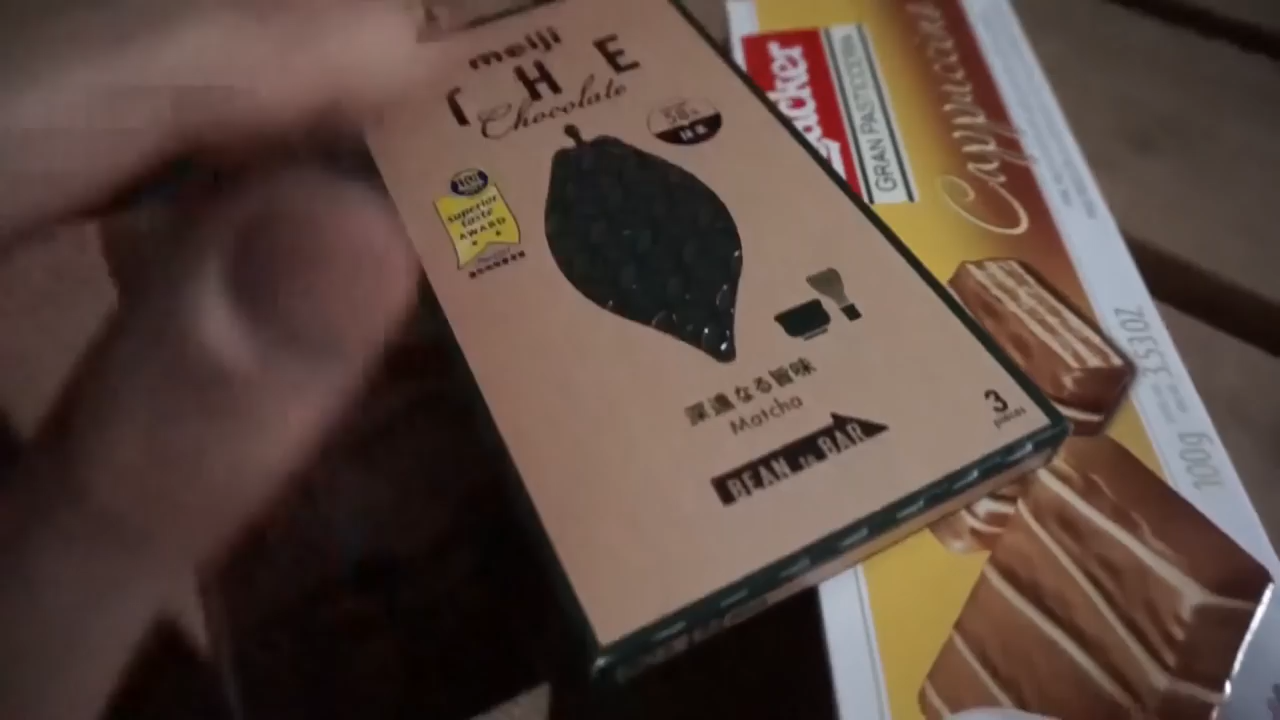 meiji
THE
Chocolate
superior
taste
AWARD
深遠なる旨味
Matcha
BEAN to BAR
3
pieces
GRAN PASTICCERIA
Cappuccino
100g
3.53OZ